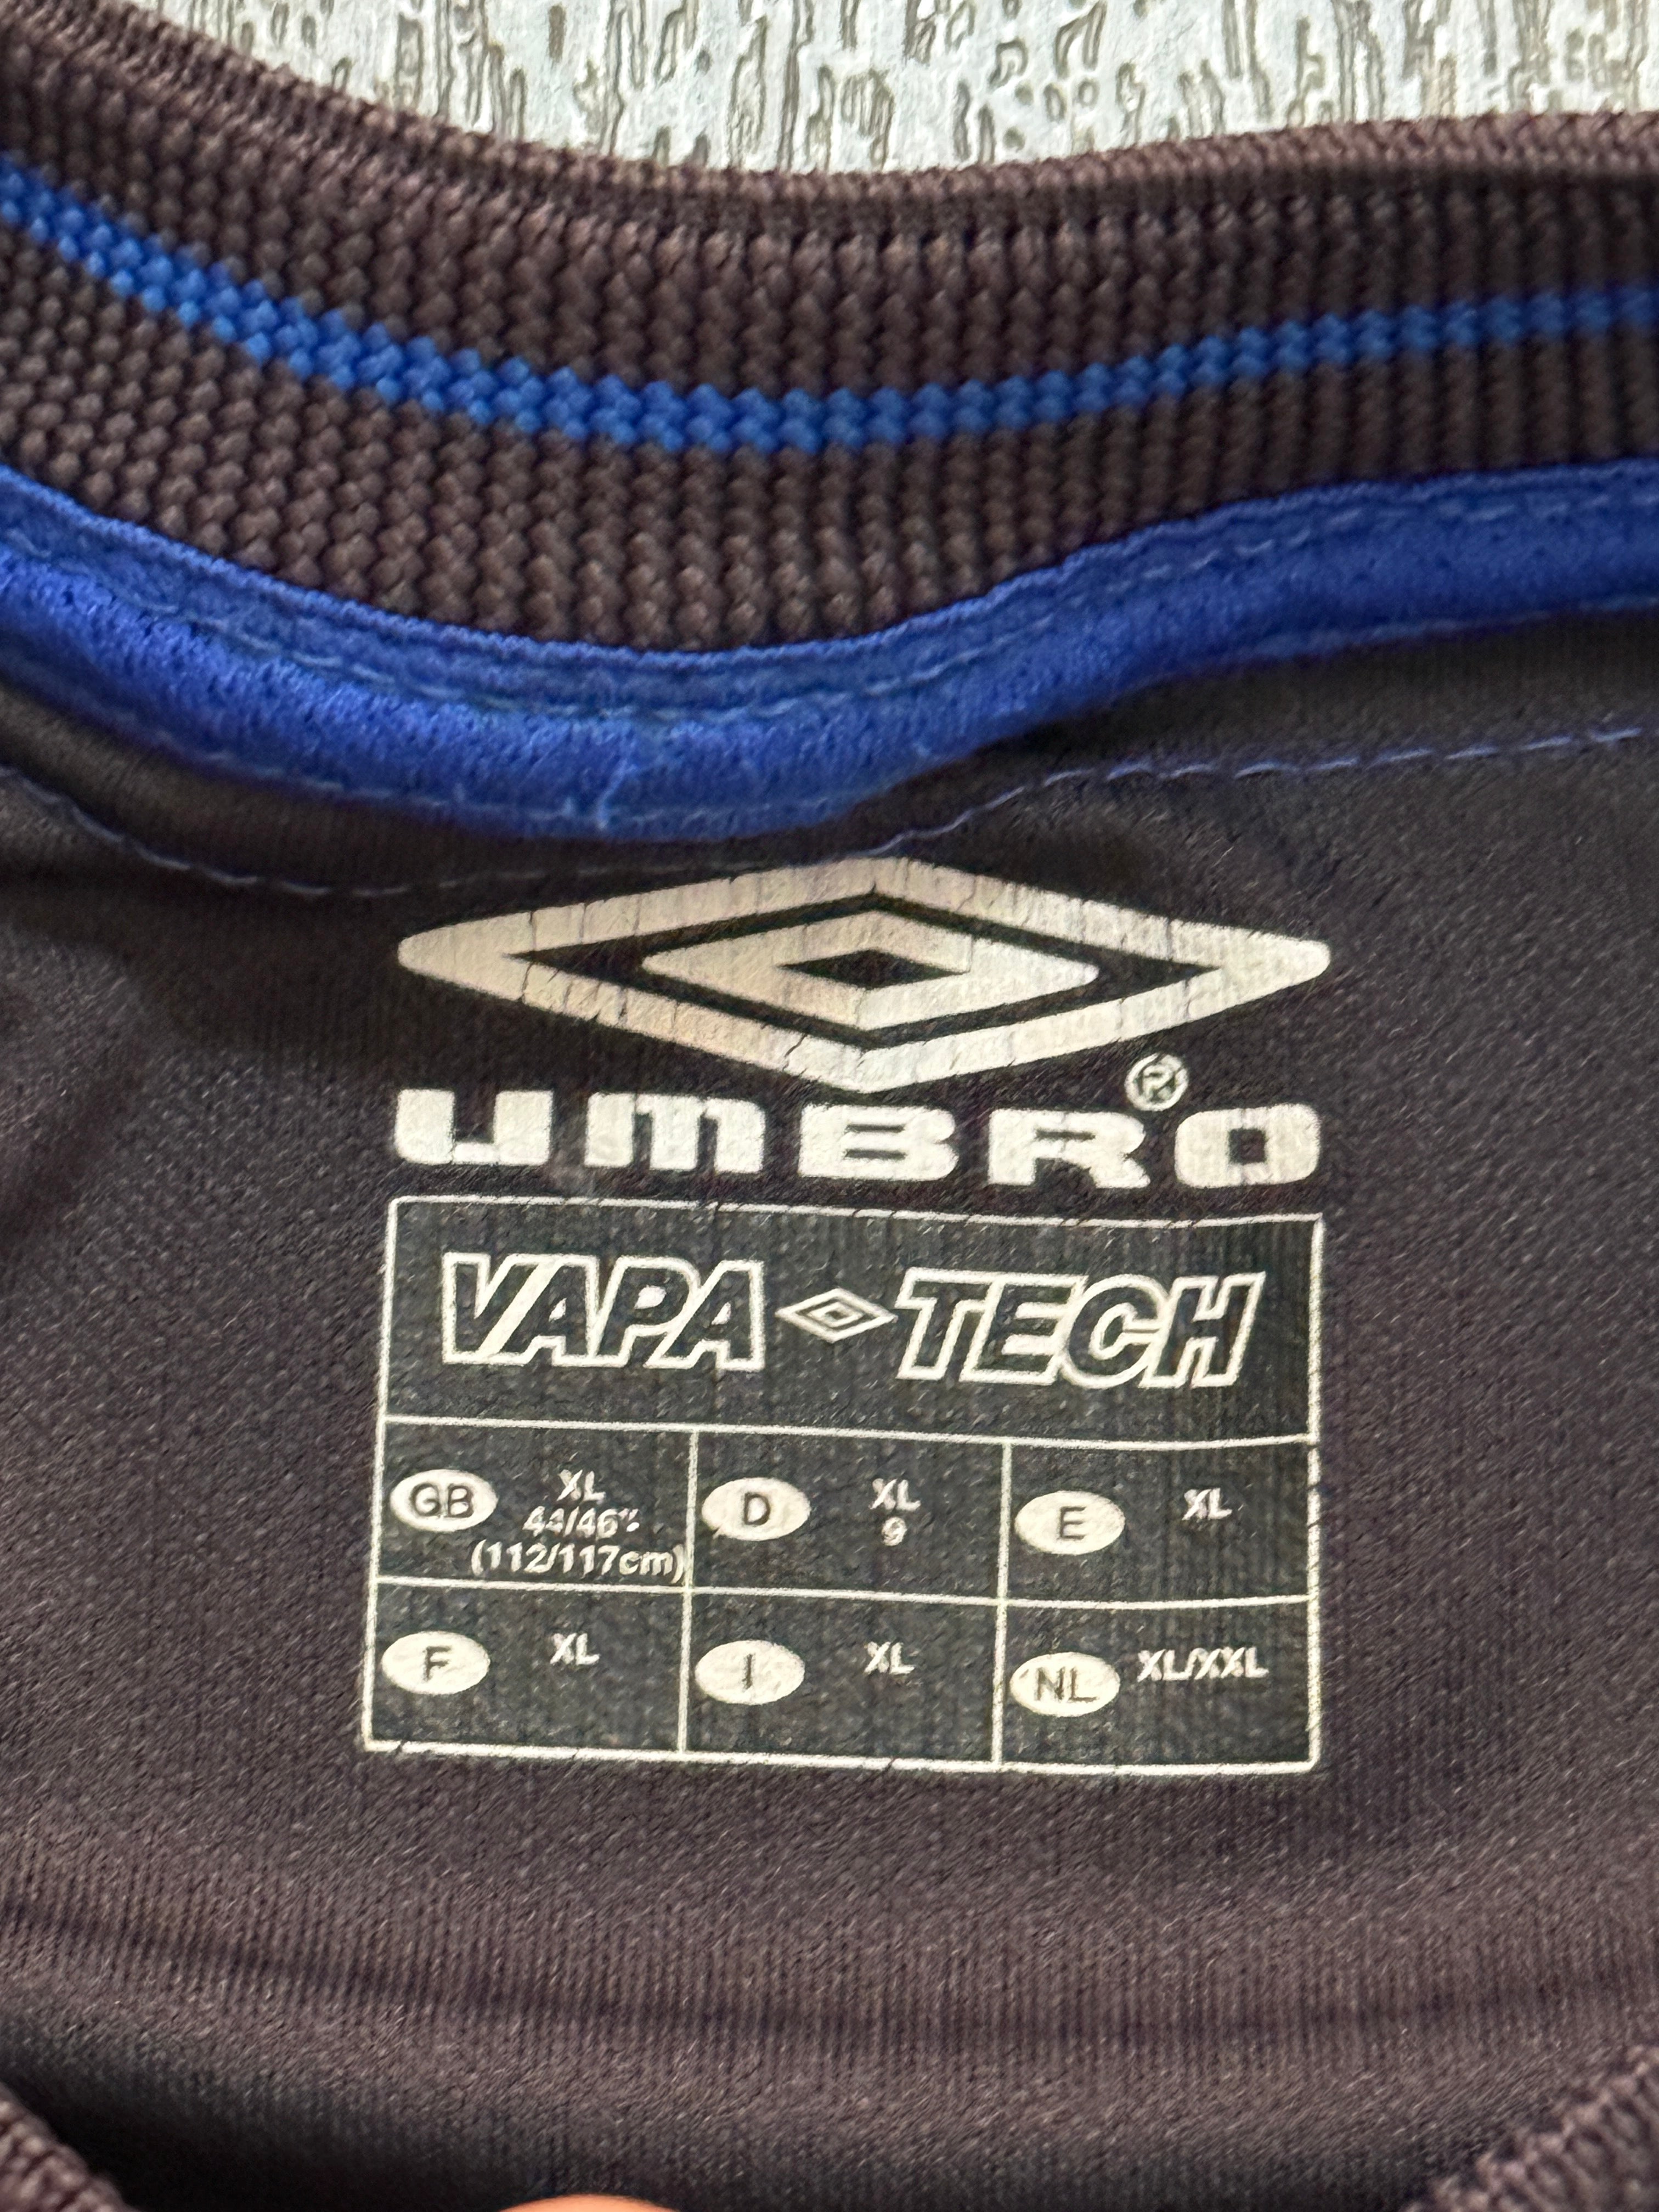 UMBRO®
VAPA TECH
GB XL
44/46"
(112/117cm)
D XL
9
E XL
F XL
I XL
NL XL/XXL